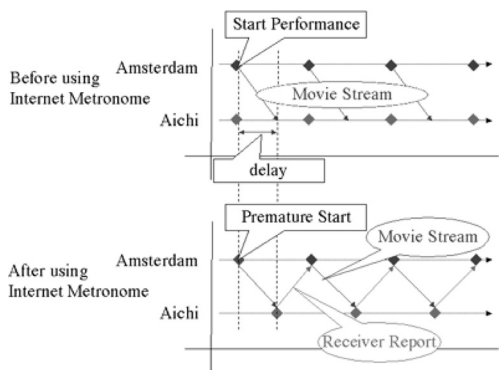 Start Performance
Amsterdam
Before using
Internet Metronome
Movie Stream
Aichi
delay
Premature Start
Movie Stream
Amsterdam
After using
Internet Metronome
Aichi
Receiver Report